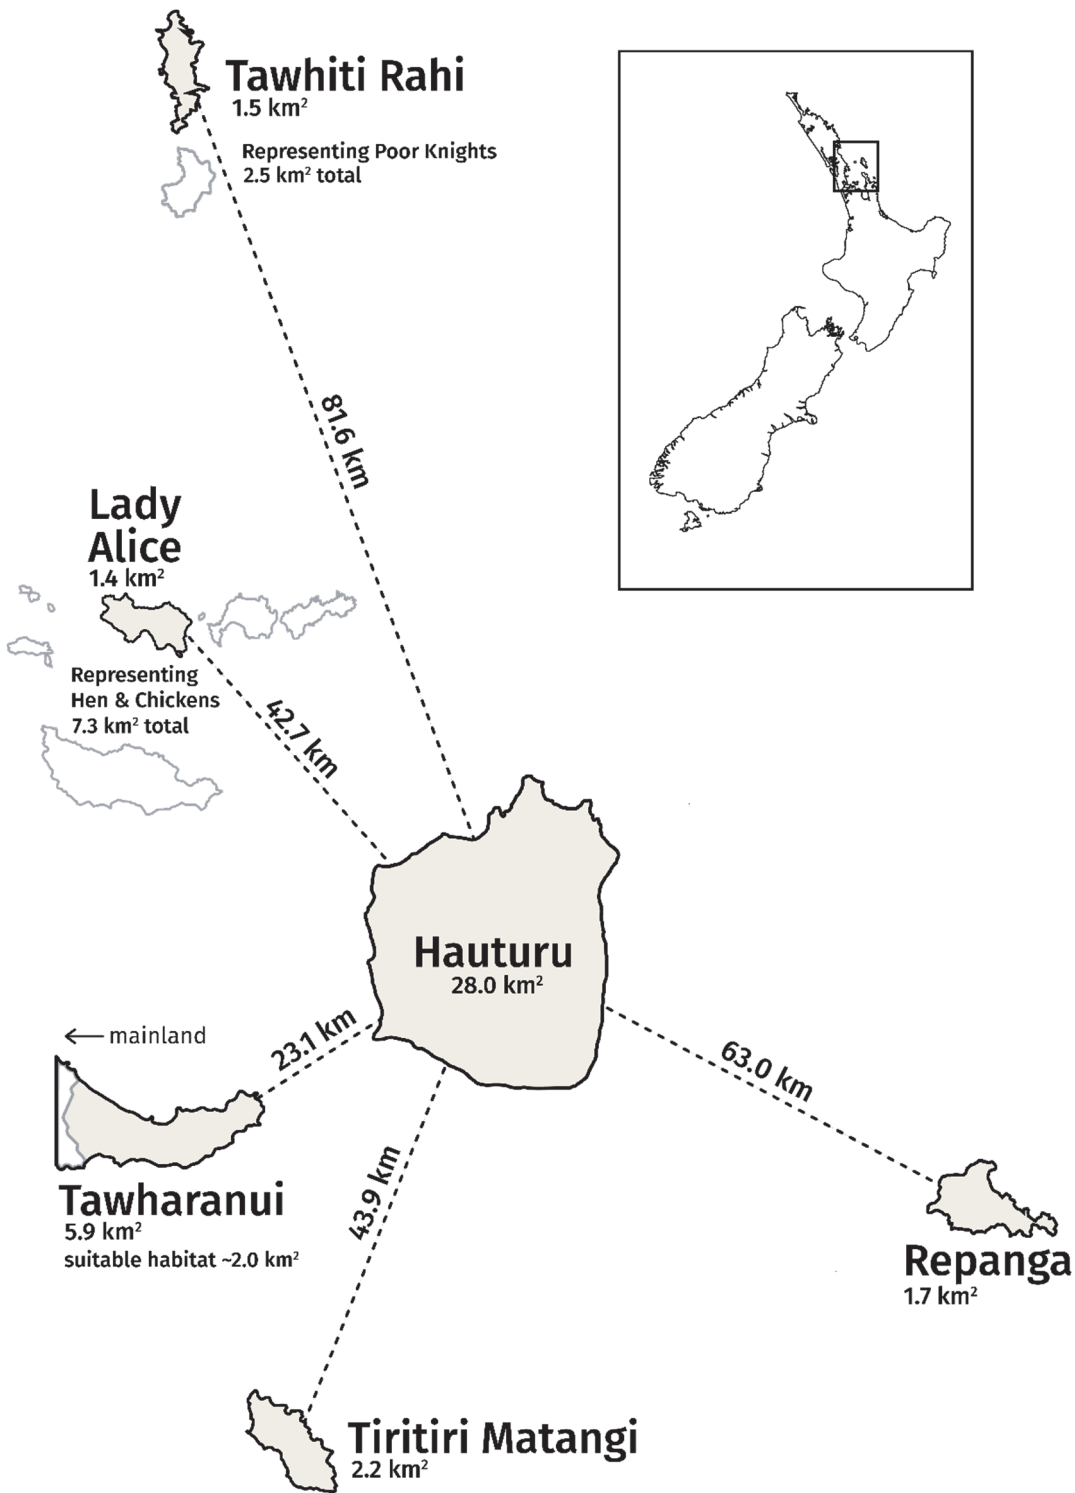 Tawhiti Rahi
1.5 km²
Representing Poor Knights
2.5 km² total
81.6 km
Lady
Alice
1.4 km²
Representing
Hen & Chickens
7.3 km² total
42.7 km
Hauturu
28.0 km²
← mainland
23.1 km
63.0 km
Tawharanui
5.9 km²
suitable habitat ~2.0 km²
43.9 km
Repanga
1.7 km²
Tiritiri Matangi
2.2 km²